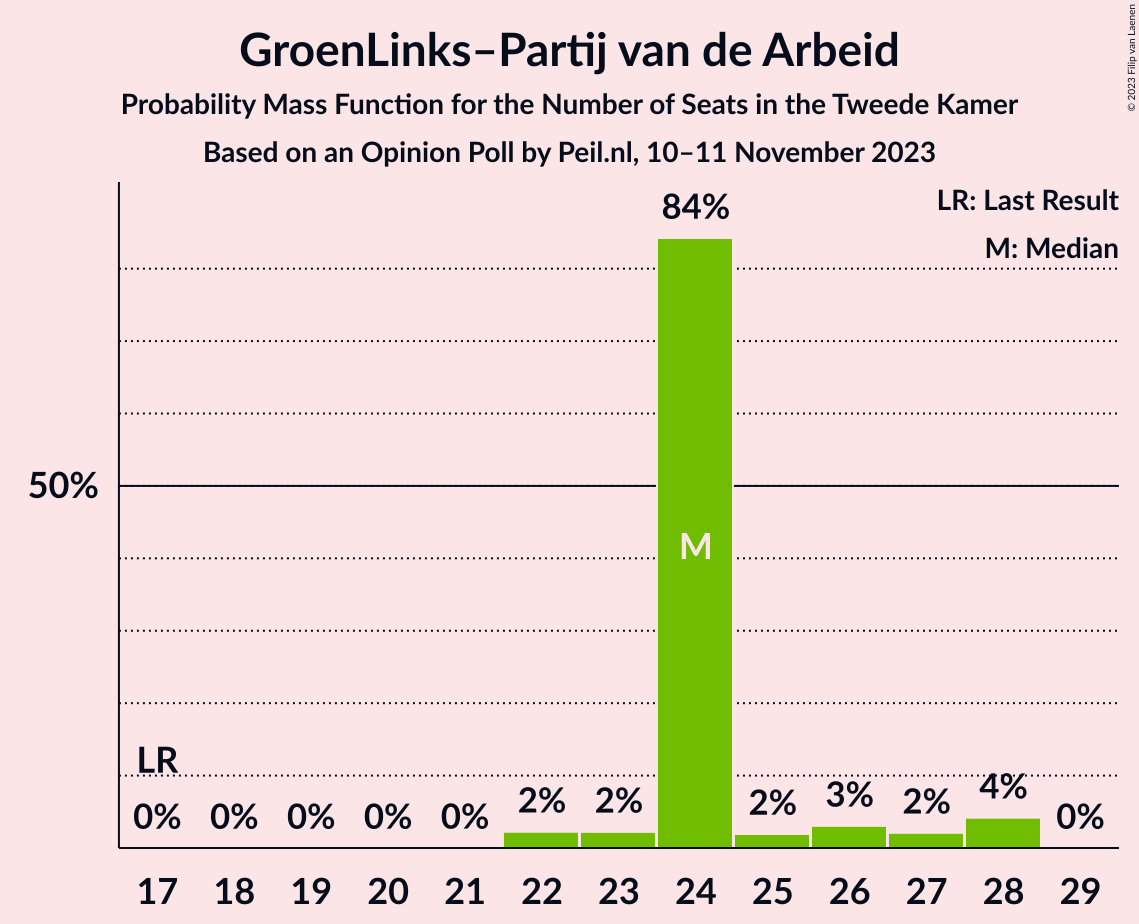 GroenLinks–Partij van de Arbeid
Probability Mass Function for the Number of Seats in the Tweede Kamer
Based on an Opinion Poll by Peil.nl, 10–11 November 2023
© 2023 Filip van Laenen
LR: Last Result
M: Median
84%
50%
M
LR
0% 0% 0% 0% 0% 2% 2% 2% 3% 2% 4% 0%
17 18 19 20 21 22 23 24 25 26 27 28 29